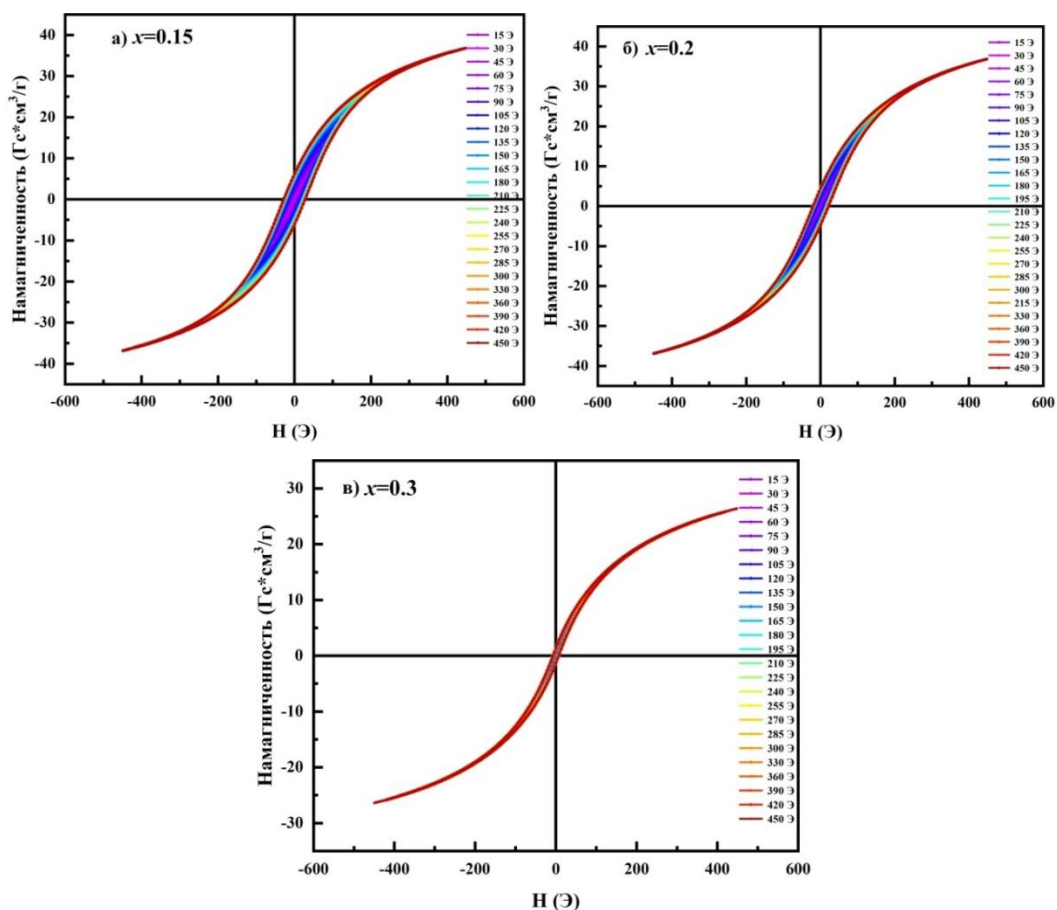 а) x=0.15
Намагниченность (Гс*см³/г)
40
30
20
10
0
-10
-20
-30
-40
-600
-400
-200
0
200
400
600
H (Э)
15 Э
30 Э
45 Э
60 Э
75 Э
90 Э
105 Э
120 Э
135 Э
150 Э
165 Э
180 Э
210 Э
225 Э
240 Э
255 Э
270 Э
285 Э
300 Э
330 Э
360 Э
390 Э
420 Э
450 Э
б) x=0.2
Намагниченность (Гс*см³/г)
40
30
20
10
0
-10
-20
-30
-40
-600
-400
-200
0
200
400
600
H (Э)
15 Э
30 Э
45 Э
60 Э
75 Э
90 Э
105 Э
120 Э
135 Э
150 Э
165 Э
180 Э
195 Э
210 Э
225 Э
240 Э
255 Э
270 Э
285 Э
300 Э
215 Э
330 Э
360 Э
390 Э
420 Э
450 Э
в) x=0.3
Намагниченность (Гс*см³/г)
30
20
10
0
-10
-20
-30
-600
-400
-200
0
200
400
600
H (Э)
15 Э
30 Э
45 Э
60 Э
75 Э
90 Э
105 Э
120 Э
135 Э
150 Э
165 Э
180 Э
195 Э
210 Э
225 Э
240 Э
255 Э
270 Э
285 Э
300 Э
330 Э
360 Э
390 Э
420 Э
450 Э